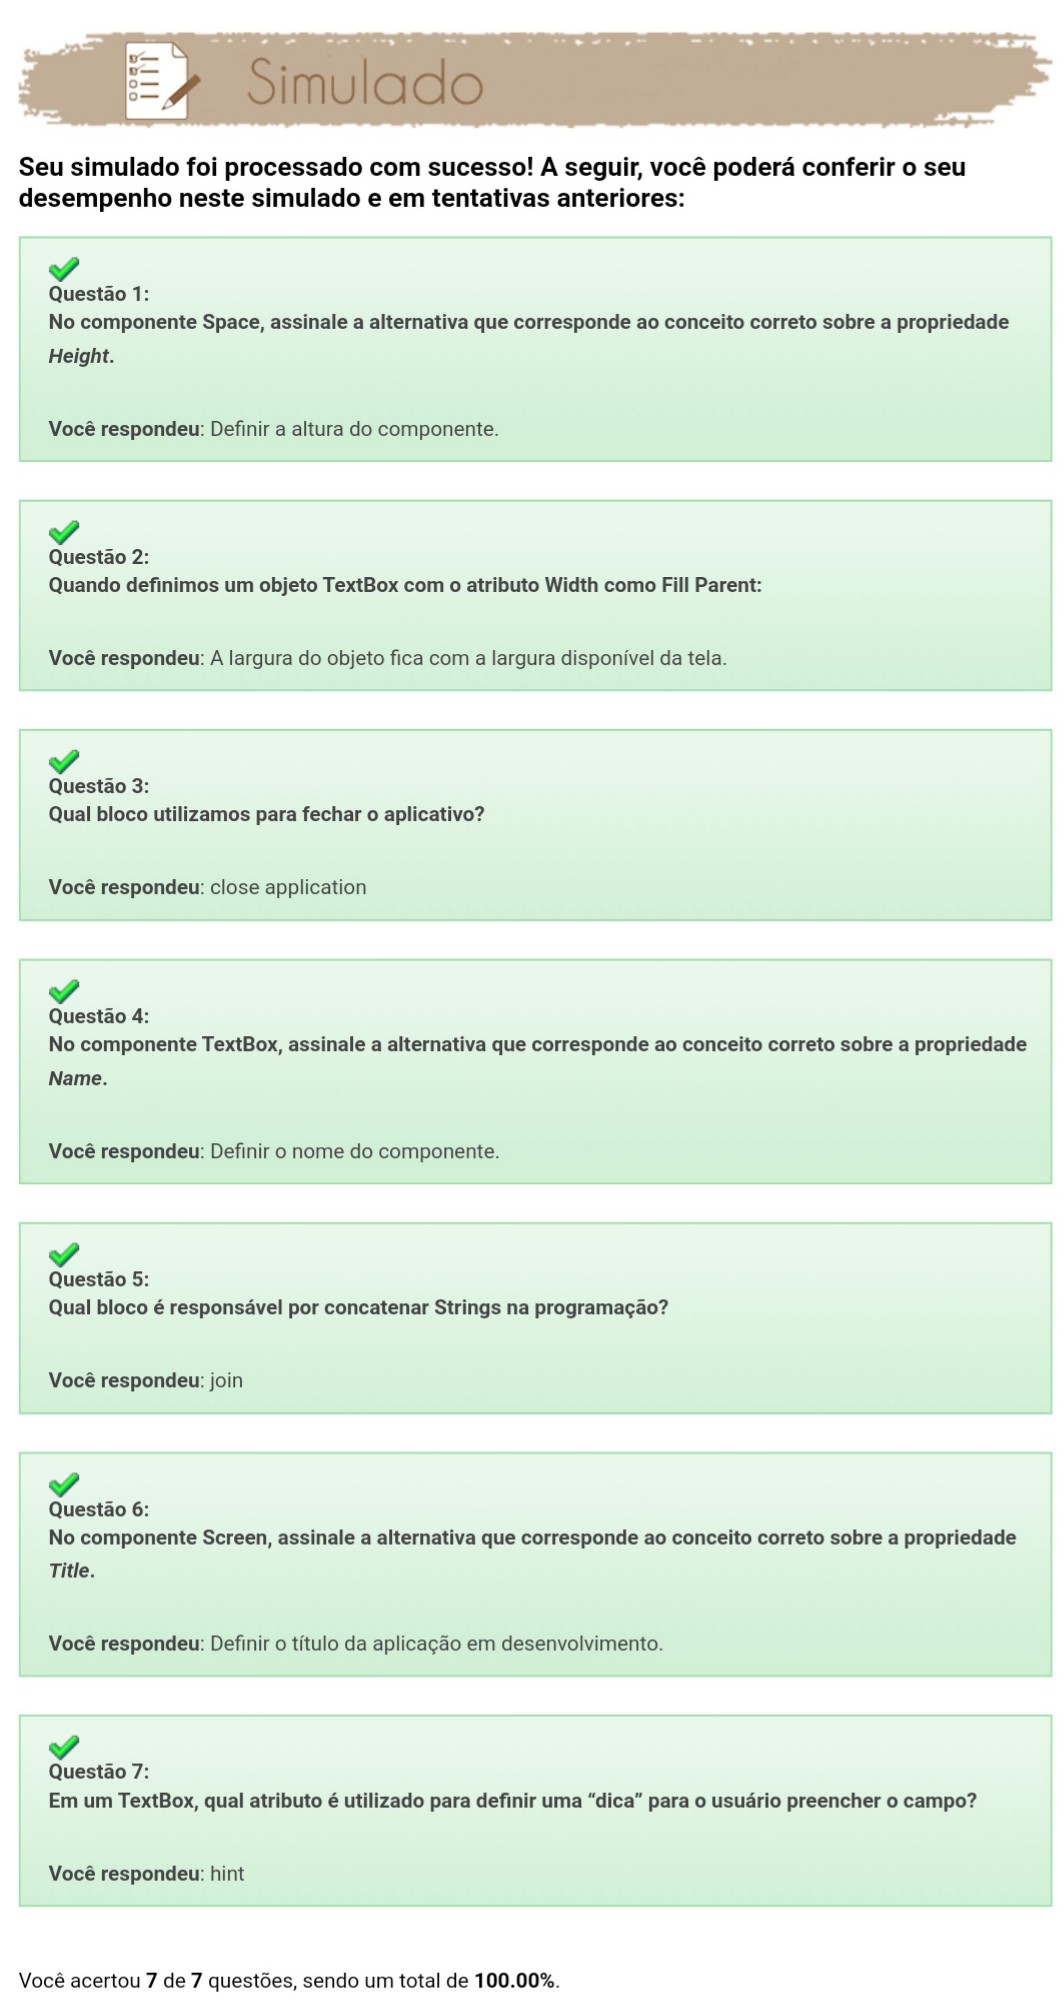 Simulado
Seu simulado foi processado com sucesso! A seguir, você poderá conferir o seu
desempenho neste simulado e em tentativas anteriores:
Questão 1:
No componente Space, assinale a alternativa que corresponde ao conceito correto sobre a propriedade
Height.
Você respondeu: Definir a altura do componente.
Questão 2:
Quando definimos um objeto TextBox com o atributo Width como Fill Parent:
Você respondeu: A largura do objeto fica com a largura disponível da tela.
Questão 3:
Qual bloco utilizamos para fechar o aplicativo?
Você respondeu: close application
Questão 4:
No componente TextBox, assinale a alternativa que corresponde ao conceito correto sobre a propriedade
Name.
Você respondeu: Definir o nome do componente.
Questão 5:
Qual bloco é responsável por concatenar Strings na programação?
Você respondeu: join
Questão 6:
No componente Screen, assinale a alternativa que corresponde ao conceito correto sobre a propriedade
Title.
Você respondeu: Definir o título da aplicação em desenvolvimento.
Questão 7:
Em um TextBox, qual atributo é utilizado para definir uma “dica” para o usuário preencher o campo?
Você respondeu: hint
Você acertou 7 de 7 questões, sendo um total de 100.00%.